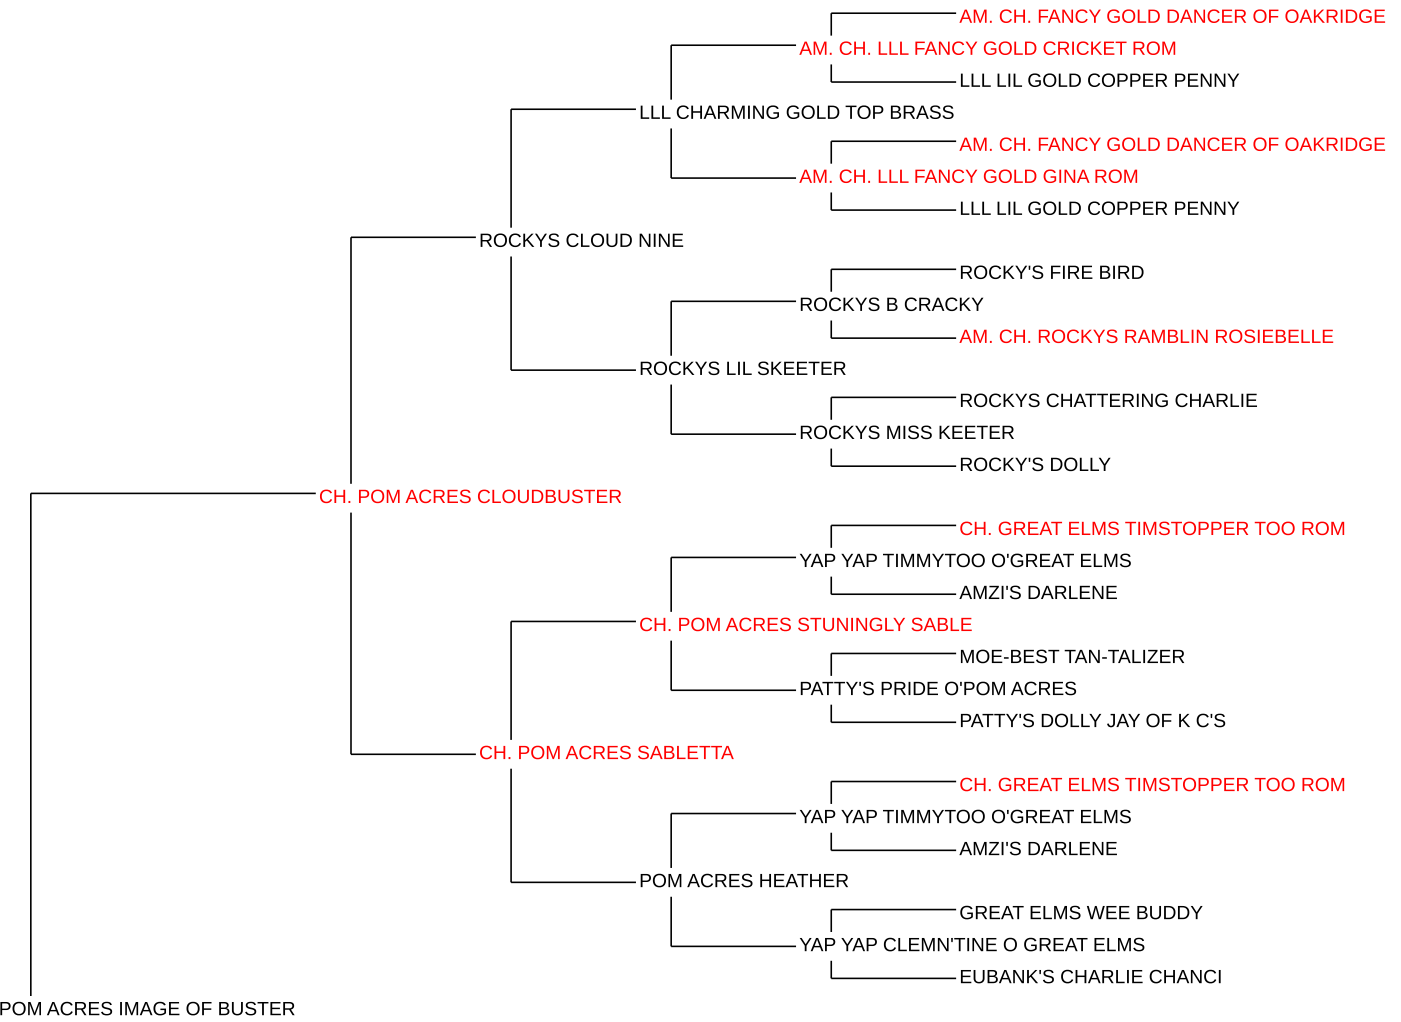 AM. CH. FANCY GOLD DANCER OF OAKRIDGE
AM. CH. LLL FANCY GOLD CRICKET ROM
LLL LIL GOLD COPPER PENNY
LLL CHARMING GOLD TOP BRASS
AM. CH. FANCY GOLD DANCER OF OAKRIDGE
AM. CH. LLL FANCY GOLD GINA ROM
LLL LIL GOLD COPPER PENNY
ROCKYS CLOUD NINE
ROCKY'S FIRE BIRD
ROCKYS B CRACKY
AM. CH. ROCKYS RAMBLIN ROSIEBELLE
ROCKYS LIL SKEETER
ROCKYS CHATTERING CHARLIE
ROCKYS MISS KEETER
ROCKY'S DOLLY
CH. POM ACRES CLOUDBUSTER
CH. GREAT ELMS TIMSTOPPER TOO ROM
YAP YAP TIMMYTOO O'GREAT ELMS
AMZI'S DARLENE
CH. POM ACRES STUNINGLY SABLE
MOE-BEST TAN-TALIZER
PATTY'S PRIDE O'POM ACRES
PATTY'S DOLLY JAY OF K C'S
CH. POM ACRES SABLETTA
CH. GREAT ELMS TIMSTOPPER TOO ROM
YAP YAP TIMMYTOO O'GREAT ELMS
AMZI'S DARLENE
POM ACRES HEATHER
GREAT ELMS WEE BUDDY
YAP YAP CLEMN'TINE O GREAT ELMS
EUBANK'S CHARLIE CHANCI
POM ACRES IMAGE OF BUSTER